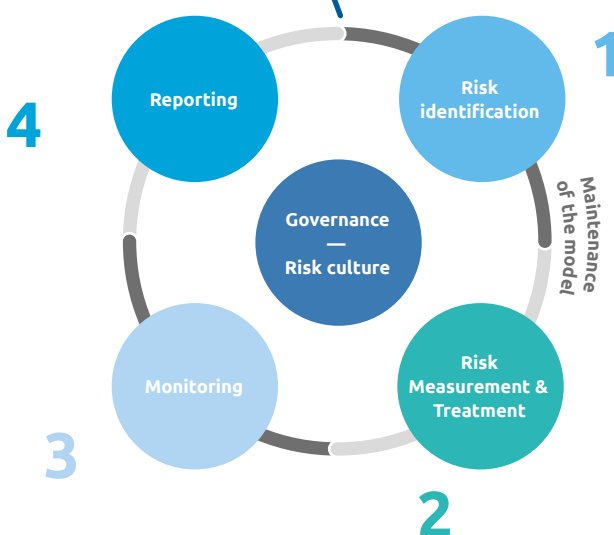 1
Risk
identification
Reporting
4
Maintenance
of the model
Governance
—
Risk culture
Risk
Measurement &
Treatment
Monitoring
3
2